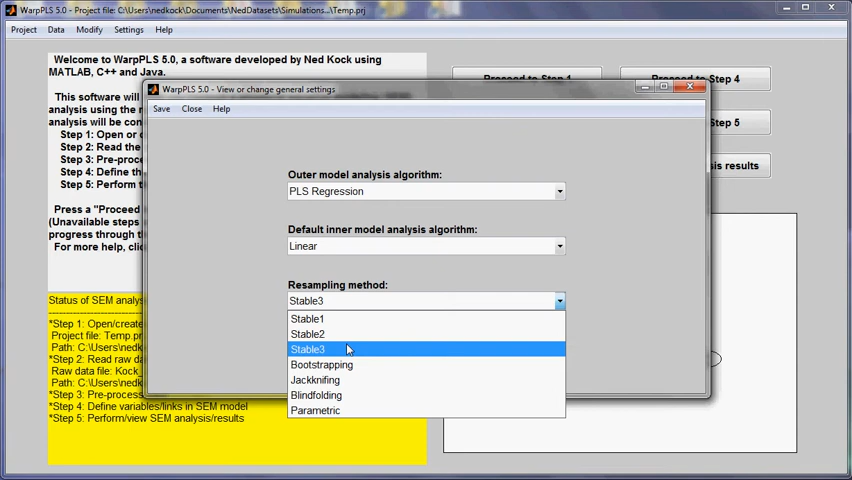 WarpPLS 5.0 - Project file: C:\Users\nedkock\Documents\NedDatasets\Simulations...\Temp.prj
Project Data Modify Settings Help
Welcome to WarpPLS 5.0, a software developed by Ned Kock using
MATLAB, C++ and Java.
Proceed to Step 1
Proceed to Step 4
WarpPLS 5.0 - View or change general settings
Save Close Help
This software will
analysis using the
analysis will be con
Step 1: Open or c
Step 5
Step 2: Read the
Step 3: Pre-proce
Step 4: Define the
sis results
Step 5: Perform th
Outer model analysis algorithm:
PLS Regression
Press a "Proceed
(Unavailable steps
progress through t
For more help, clic
Default inner model analysis algorithm:
Linear
Resampling method:
Stable3
Stable1
Stable2
Stable3
Bootstrapping
Jackknifing
Blindfolding
Parametric
Status of SEM analys
*Step 1: Open/create
Project file: Temp.pr
Path: C:\Users\nedk
*Step 2: Read raw da
Raw data file: Kock_
Path: C:\Users\nedk
*Step 3: Pre-process
*Step 4: Define variables/links in SEM model
*Step 5: Perform/view SEM analysis/results